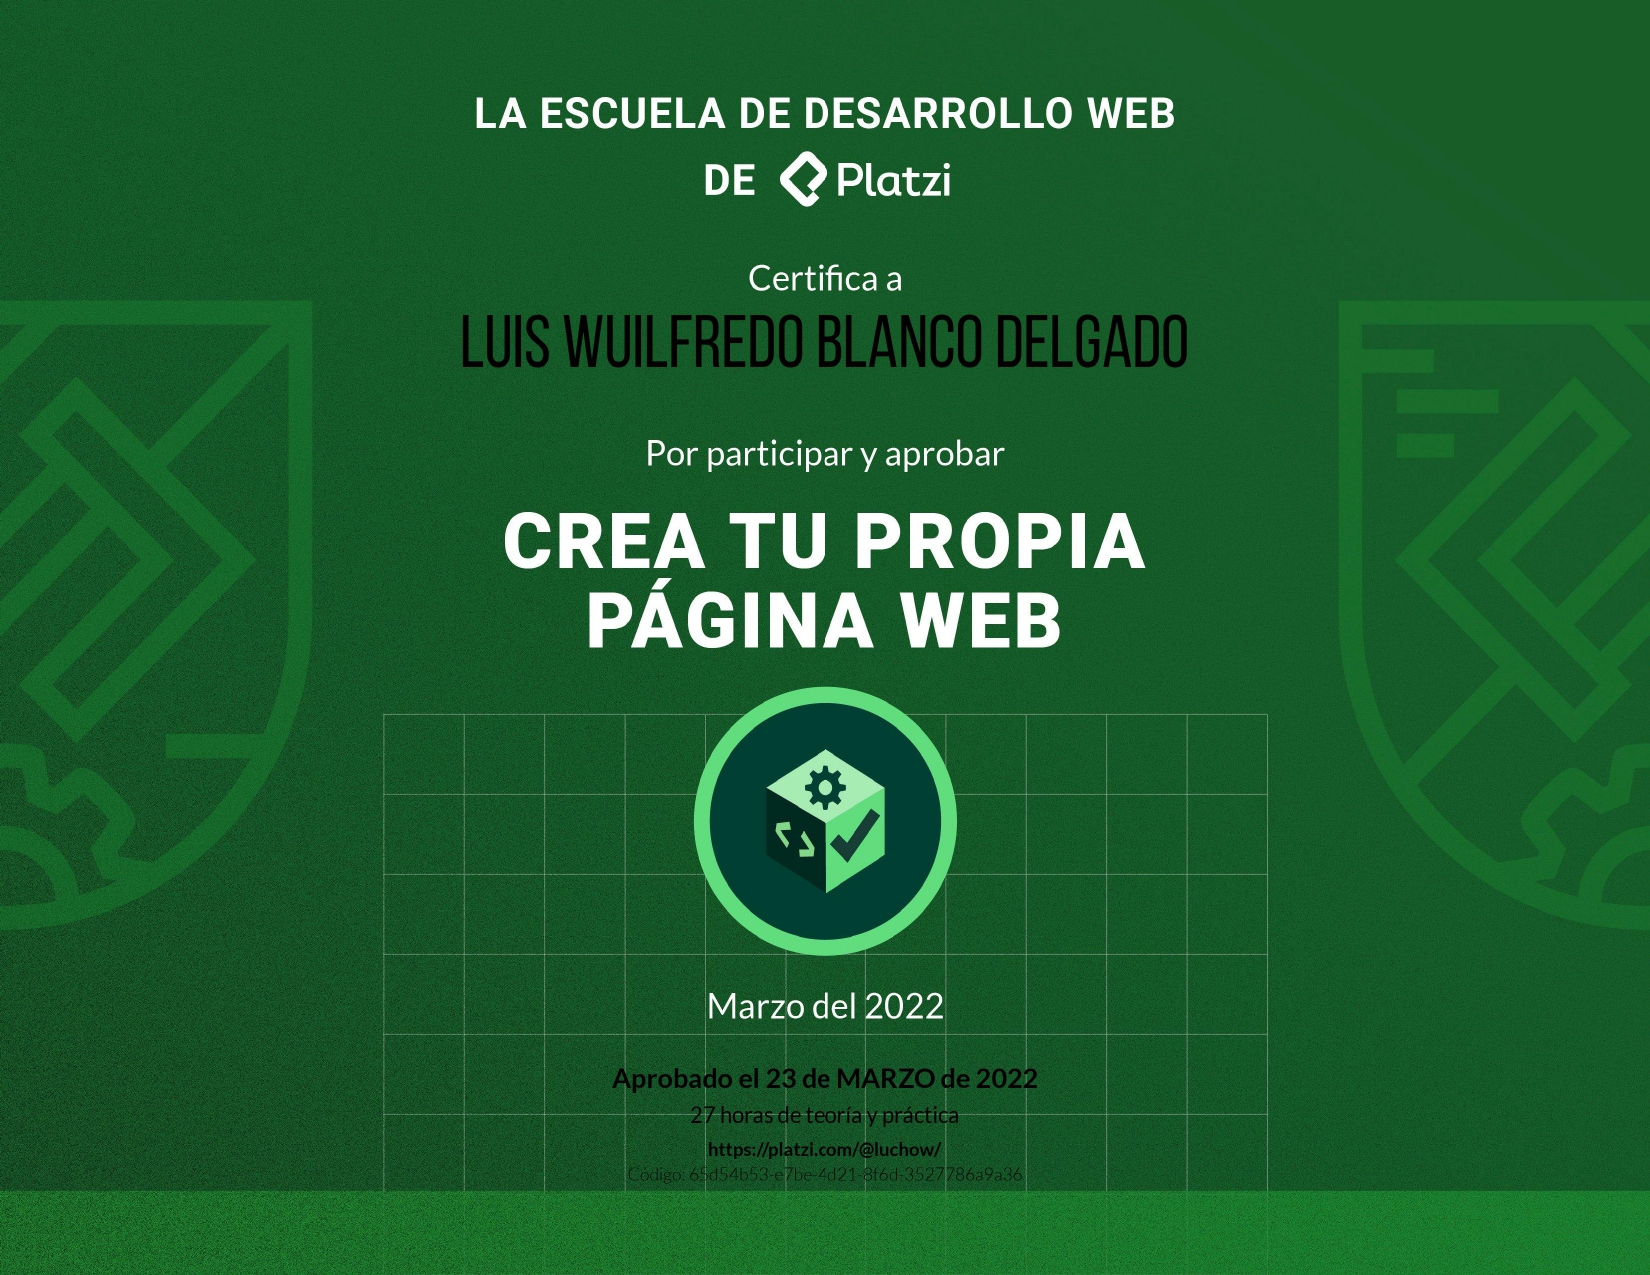 LA ESCUELA DE DESARROLLO WEB
DE Platzi
Certifica a
LUIS WUILFREDO BLANCO DELGADO
Por participar y aprobar
CREA TU PROPIA
PÁGINA WEB
Marzo del 2022
Aprobado el 23 de MARZO de 2022
27 horas de teoría y práctica
https://platzi.com/@luchow/
Código: 65d54b53-e7be-4d21-8f6d-3527786a9a36